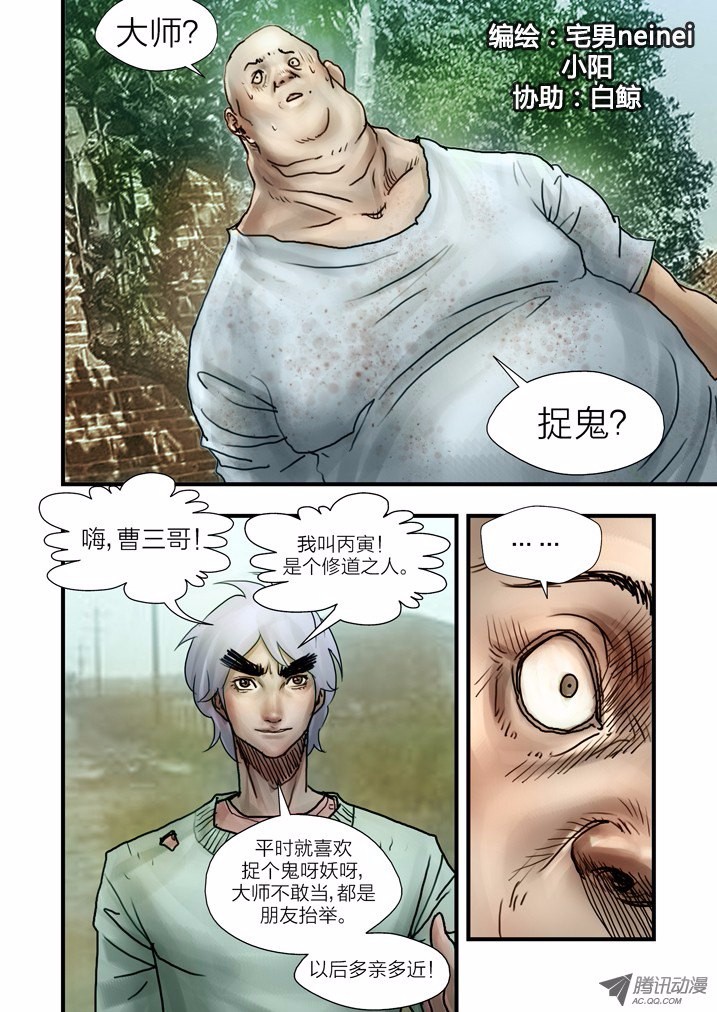 大师?
编绘：宅男neinei
小阳
协助：白鲸
捉鬼?
嗨,曹三哥!
我叫丙寅!
是个修道之人。
... ...
平时就喜欢
捉个鬼呀妖呀,
大师不敢当,都是
朋友抬举。
以后多亲多近!
腾讯动漫
AC.QQ.COM